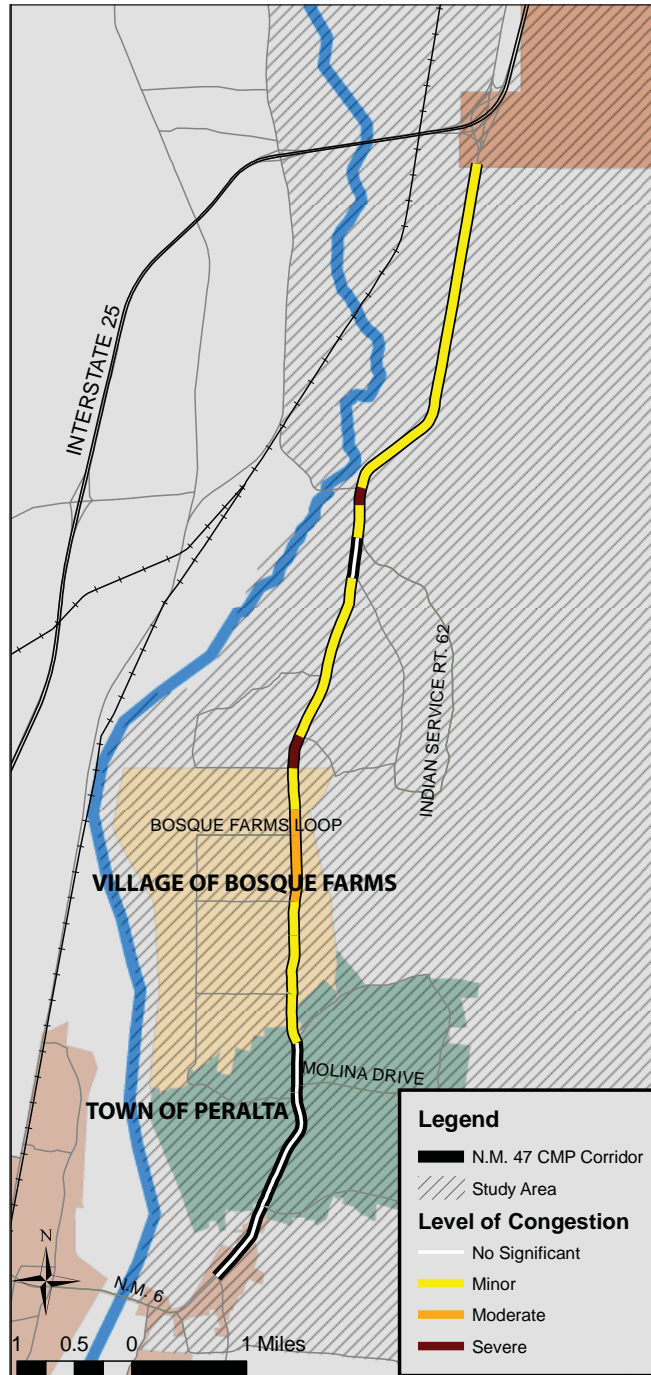 INTERSTATE 25
INDIAN SERVICE RT. 62
BOSQUE FARMS LOOP
VILLAGE OF BOSQUE FARMS
MOLINA DRIVE
TOWN OF PERALTA
N
N.M. 6
1 0.5 0 1 Miles
Legend
N.M. 47 CMP Corridor
Study Area
Level of Congestion
No Significant
Minor
Moderate
Severe